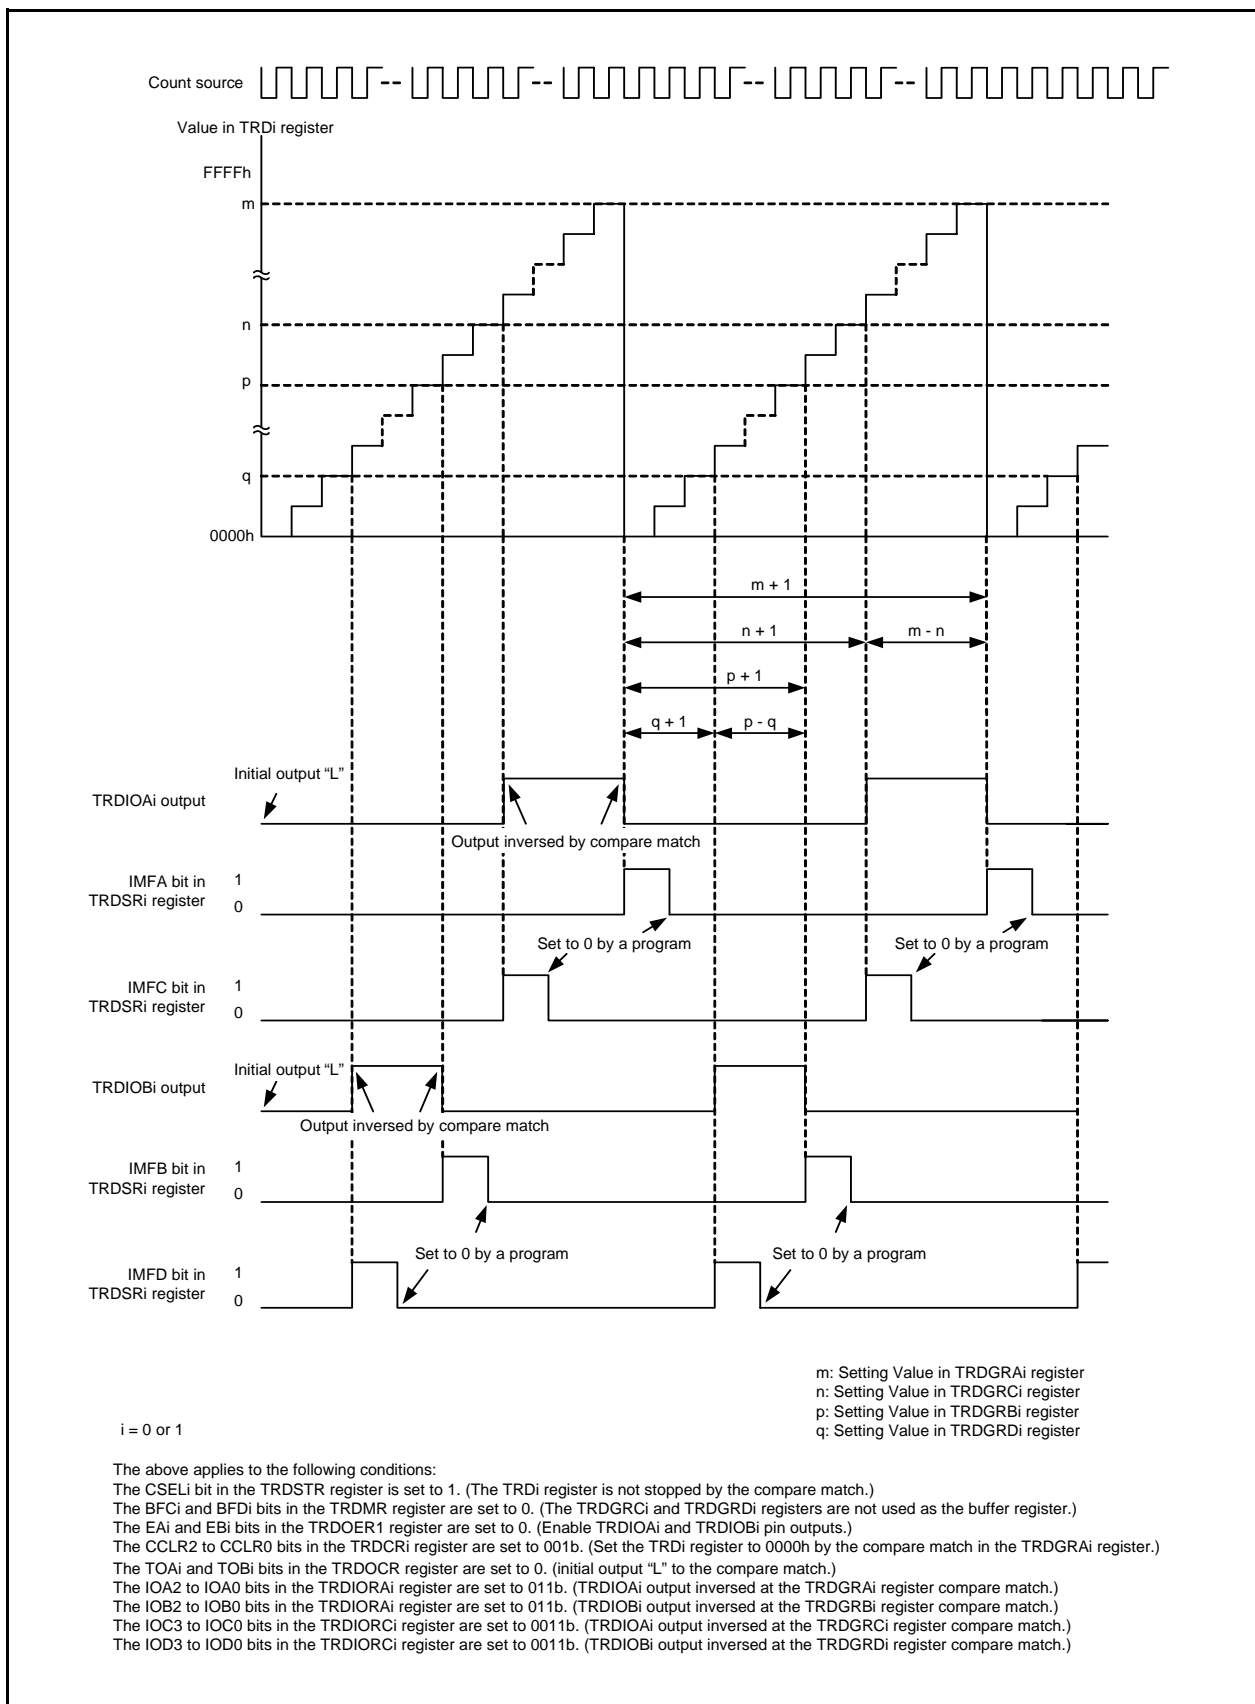 Count source
Value in TRDi register
FFFFh
m
n
p
q
0000h
m + 1
n + 1
m - n
p + 1
q + 1
p - q
Initial output “L”
TRDIOAi output
Output inversed by compare match
IMFA bit in
TRDSRi register
1
0
Set to 0 by a program
Set to 0 by a program
IMFC bit in
TRDSRi register
1
0
Initial output “L”
TRDIOBi output
Output inversed by compare match
IMFB bit in
TRDSRi register
1
0
Set to 0 by a program
Set to 0 by a program
IMFD bit in
TRDSRi register
1
0
m: Setting Value in TRDGRAi register
n: Setting Value in TRDGRCi register
p: Setting Value in TRDGRBi register
q: Setting Value in TRDGRDi register
i = 0 or 1
The above applies to the following conditions:
The CSELi bit in the TRDSTR register is set to 1. (The TRDi register is not stopped by the compare match.)
The BFCi and BFDi bits in the TRDMR register are set to 0. (The TRDGRCi and TRDGRDi registers are not used as the buffer register.)
The EAi and EBi bits in the TRDOER1 register are set to 0. (Enable TRDIOAi and TRDIOBi pin outputs.)
The CCLR2 to CCLR0 bits in the TRDCRi register are set to 001b. (Set the TRDi register to 0000h by the compare match in the TRDGRAi register.)
The TOAi and TOBi bits in the TRDOCR register are set to 0. (initial output “L” to the compare match.)
The IOA2 to IOA0 bits in the TRDIORAi register are set to 011b. (TRDIOAi output inversed at the TRDGRAi register compare match.)
The IOB2 to IOB0 bits in the TRDIORAi register are set to 011b. (TRDIOBi output inversed at the TRDGRBi register compare match.)
The IOC3 to IOC0 bits in the TRDIORCi register are set to 0011b. (TRDIOAi output inversed at the TRDGRCi register compare match.)
The IOD3 to IOD0 bits in the TRDIORCi register are set to 0011b. (TRDIOBi output inversed at the TRDGRDi register compare match.)